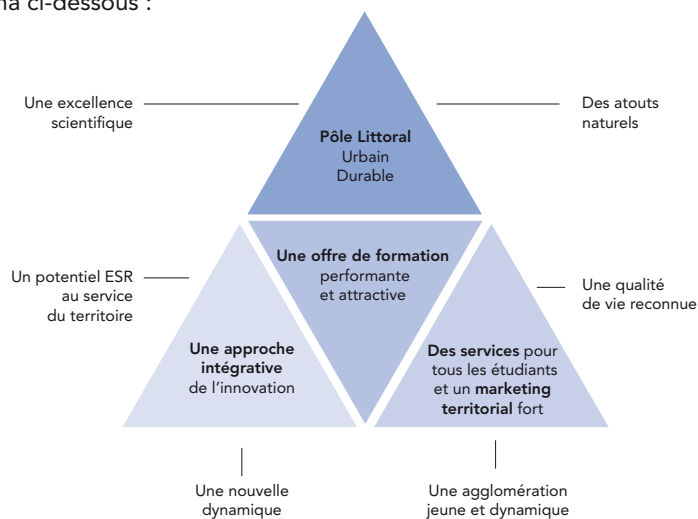 na ci-dessous :
Une excellence
scientifique
Des atouts
naturels
Pôle Littoral
Urbain
Durable
Une offre de formation
performante
et attractive
Un potentiel ESR
au service
du territoire
Une qualité
de vie reconnue
Une approche
intégrative
de l’innovation
Des services pour
tous les étudiants
et un marketing
territorial fort
Une nouvelle
dynamique
Une agglomération
jeune et dynamique